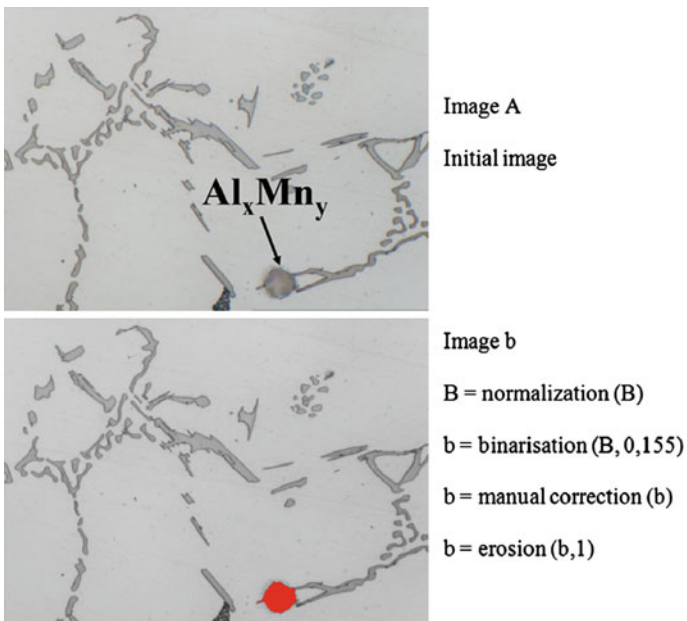 Image A
Initial image
AlxMny
Image b
B = normalization (B)
b = binarisation (B, 0,155)
b = manual correction (b)
b = erosion (b,1)